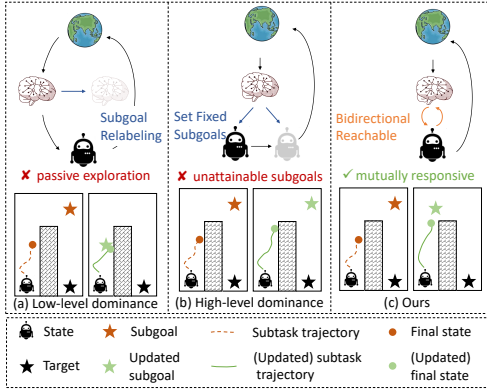 Subgoal
Relabeling
✘ passive exploration
(a) Low-level dominance
Set Fixed
Subgoals
✘ unattainable subgoals
(b) High-level dominance
Bidirectional
Reachable
✓ mutually responsive
(c) Ours
State
Subgoal
Subtask trajectory
Final state
Target
Updated
subgoal
(Updated) subtask
trajectory
(Updated)
final state